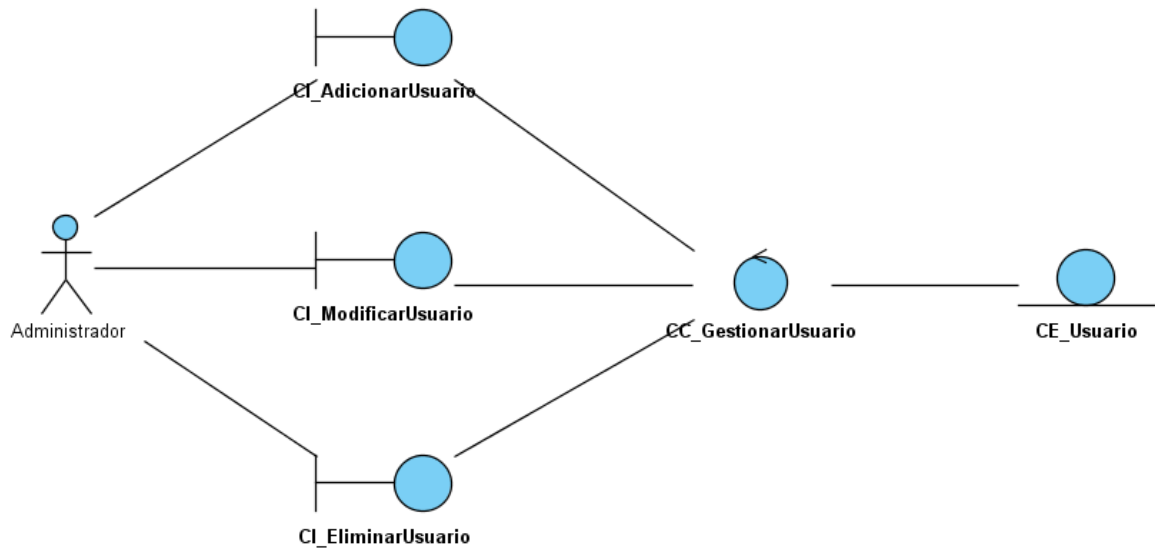 CI_AdicionarUsuario
Administrador
CI_ModificarUsuario
CC_GestionarUsuario
CE_Usuario
CI_EliminarUsuario